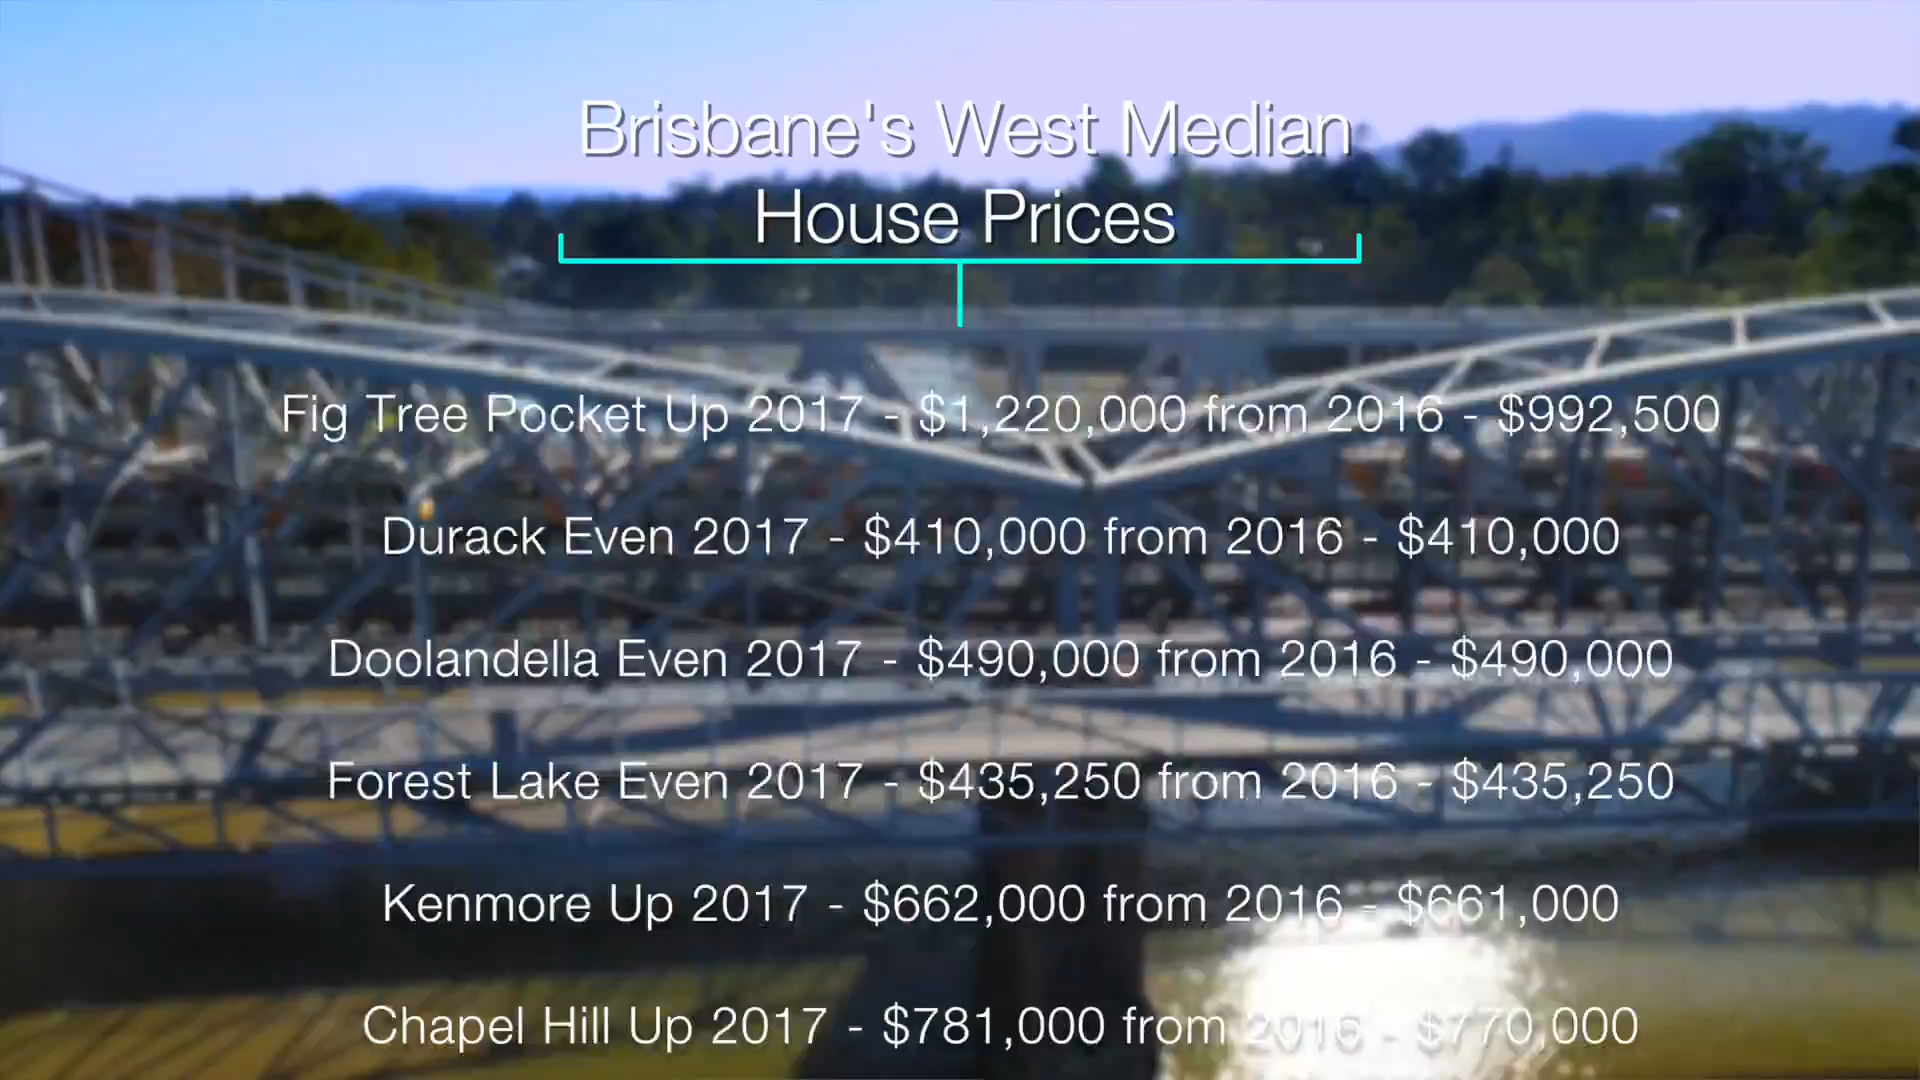 Brisbane's West Median
House Prices
Fig Tree Pocket Up 2017 - $1,220,000 from 2016 - $992,500
Durack Even 2017 - $410,000 from 2016 - $410,000
Doolandella Even 2017 - $490,000 from 2016 - $490,000
Forest Lake Even 2017 - $435,250 from 2016 - $435,250
Kenmore Up 2017 - $662,000 from 2016 - $661,000
Chapel Hill Up 2017 - $781,000 from 2016 - $770,000